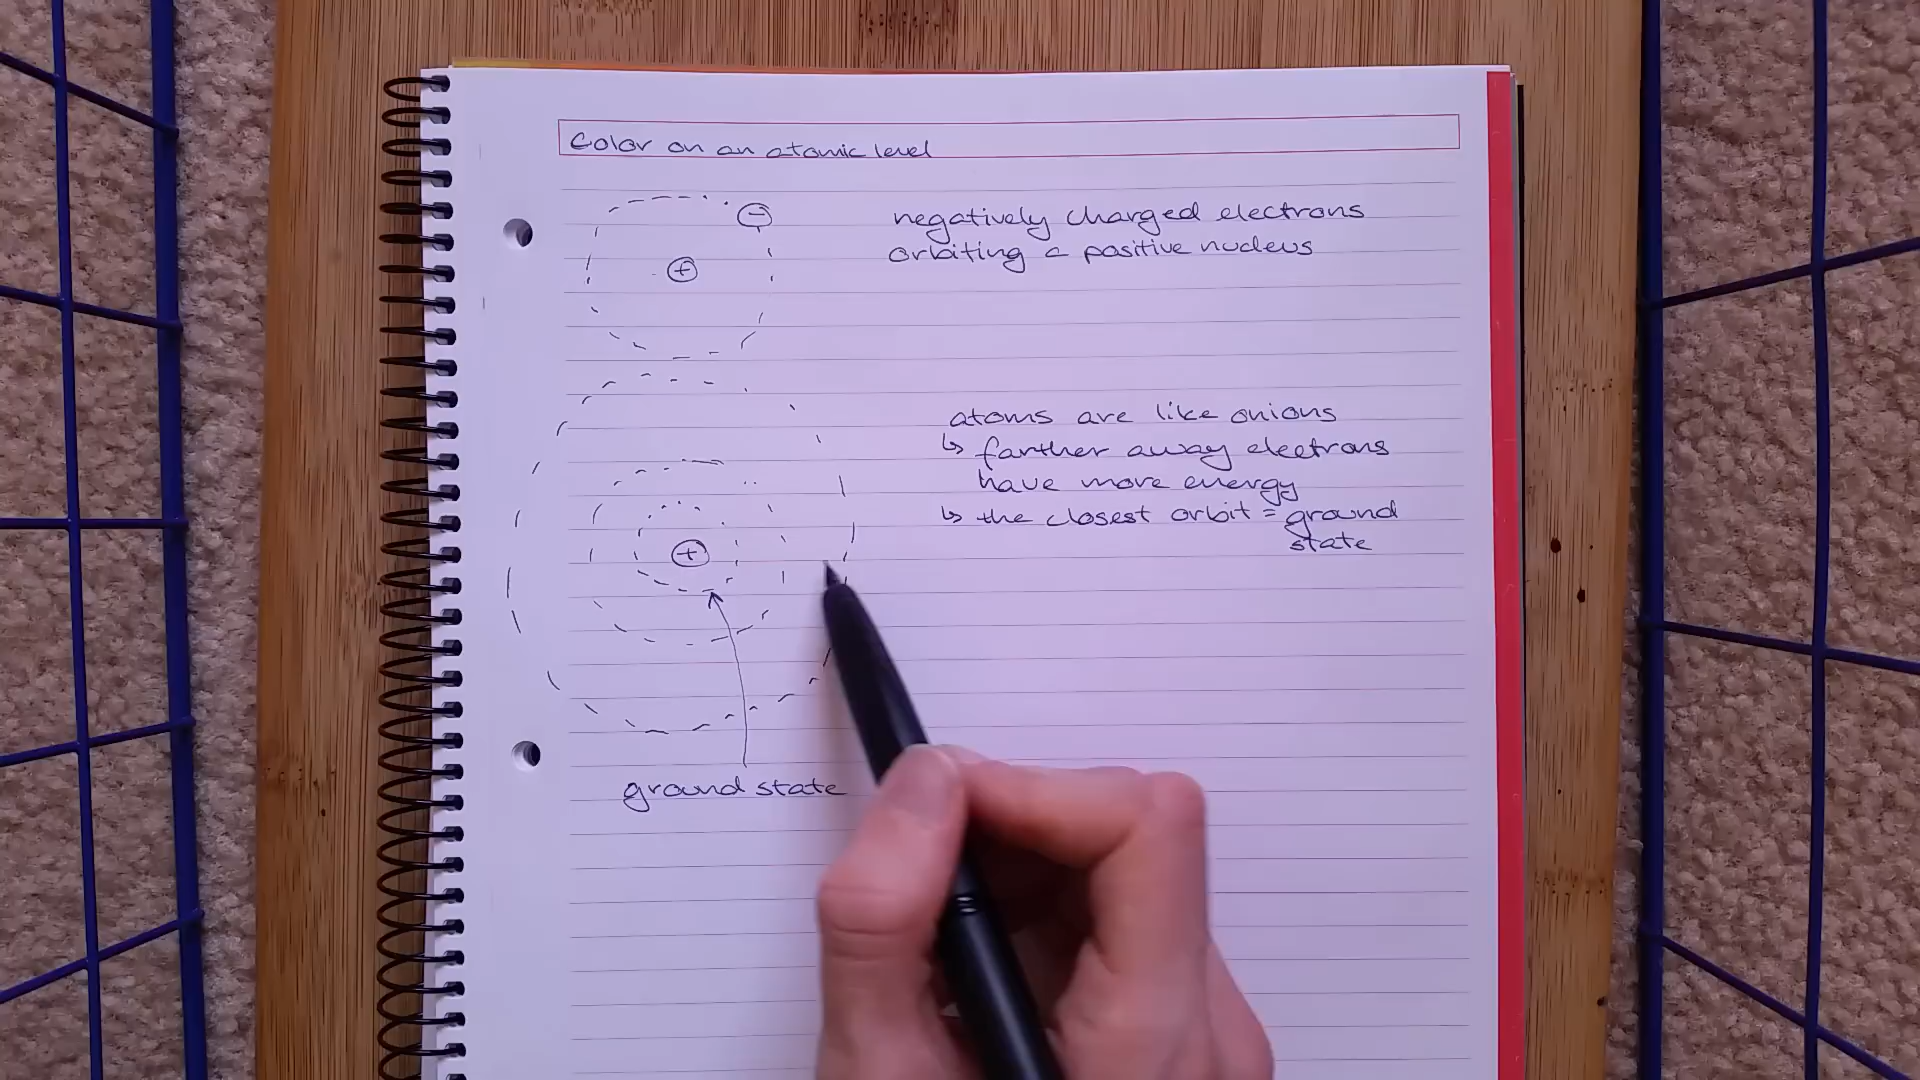 Color on an atomic level
negatively charged electrons
orbiting a positive nucleus
atoms are like onions
↳ farther away electrons
have more energy
↳ the closest orbit = ground
state
ground state